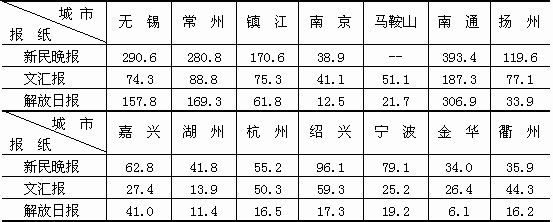 城 市 无 锡 常 州 镇 江 南 京 马鞍山 南 通 扬 州
报 纸
新民晚报 290.6 280.8 170.6 38.9 -- 393.4 119.6
文汇报 74.3 88.8 75.3 41.1 51.1 187.3 77.1
解放日报 157.8 169.3 61.8 12.5 21.7 306.9 33.9
城 市 嘉 兴 湖 州 杭 州 绍 兴 宁 波 金 华 衢 州
报 纸
新民晚报 62.8 41.8 55.2 96.1 79.1 34.0 35.9
文汇报 27.4 13.9 50.3 59.3 25.2 26.4 44.3
解放日报 41.0 11.4 16.5 17.3 19.2 6.1 16.2